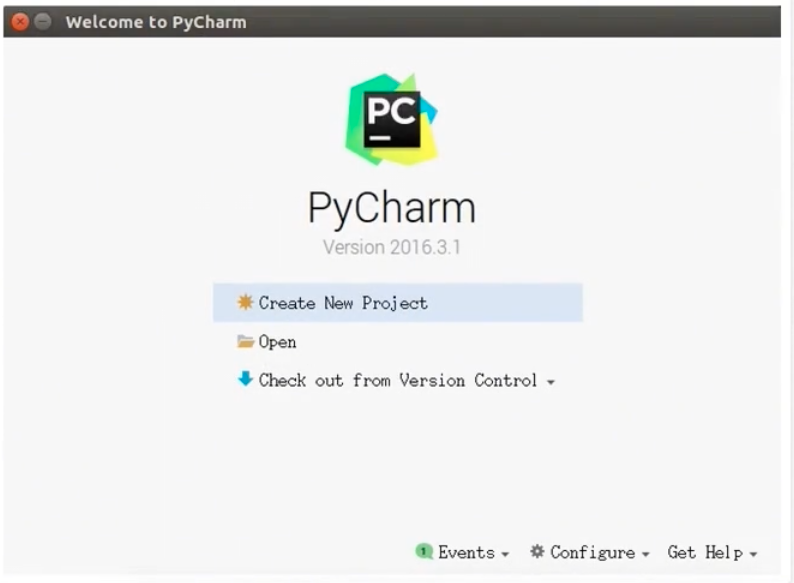 Welcome to PyCharm
PC
PyCharm
Version 2016.3.1
Create New Project
Open
Check out from Version Control
1 Events Configure Get Help